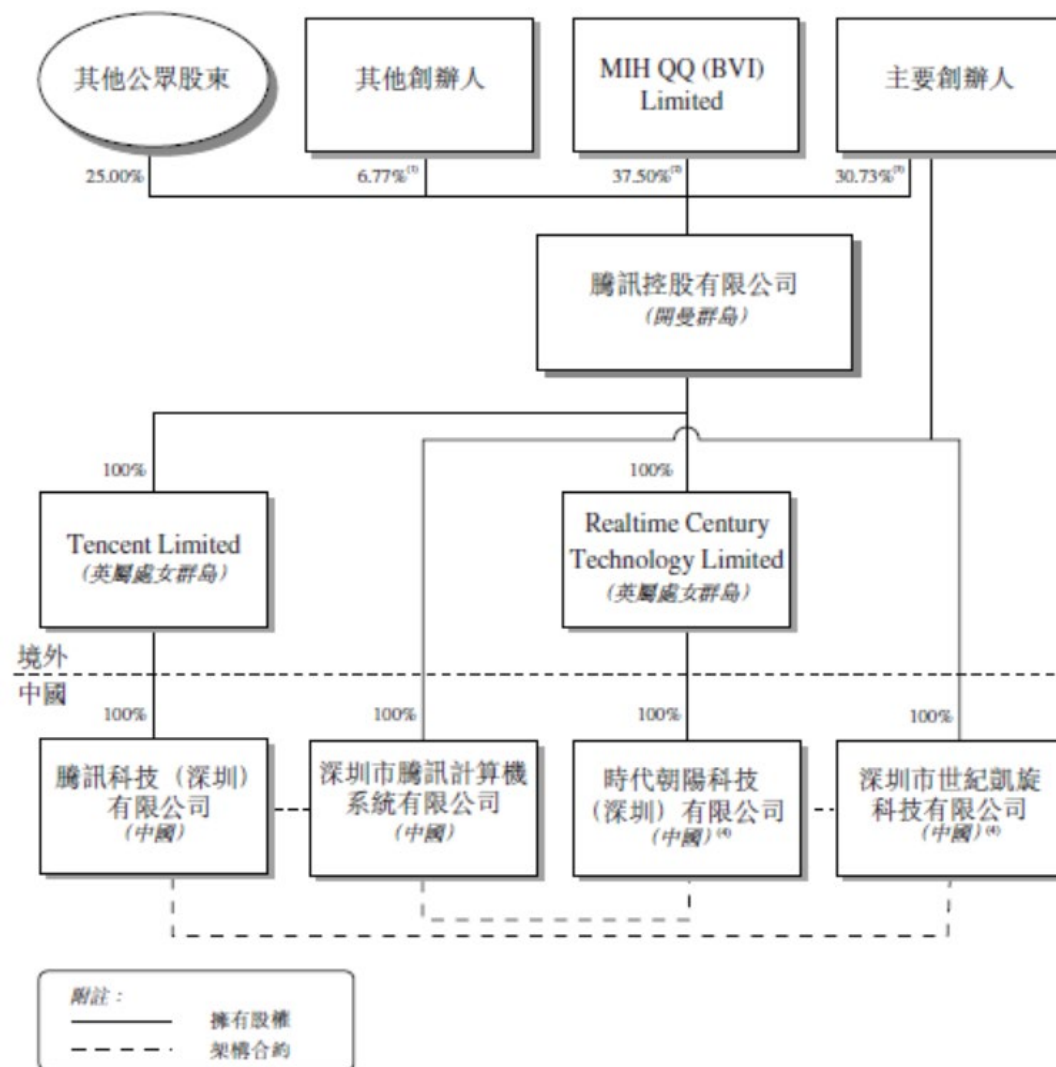 其他公眾股東
其他創辦人
MIH QQ (BVI)
Limited
主要創辦人
25.00%
6.77%(1)
37.50%(2)
30.73%(3)
騰訊控股有限公司
(開曼群島)
100%
100%
Tencent Limited
(英屬處女群島)
Realtime Century
Technology Limited
(英屬處女群島)
境外
中國
100%
100%
100%
100%
騰訊科技(深圳)
有限公司
(中國)
深圳市騰訊計算機
系統有限公司
(中國)
時代朝陽科技
(深圳)有限公司
(中國)(4)
深圳市世紀凱旋
科技有限公司
(中國)(4)
附註:
擁有股權
架構合約